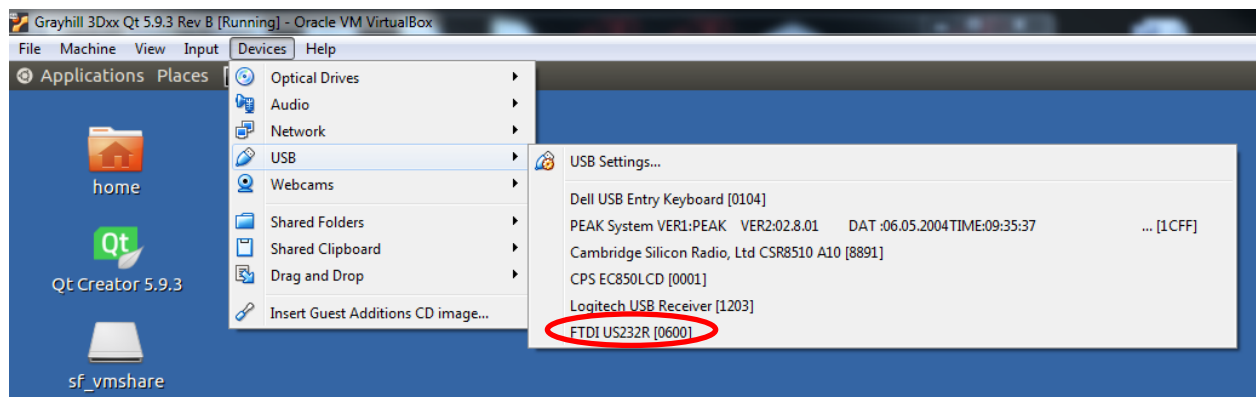 Grayhill 3Dxx Qt 5.9.3 Rev B [Running] - Oracle VM VirtualBox
File Machine View Input Devices Help
Applications Places
Optical Drives
Audio
Network
USB
Webcams
Shared Folders
Shared Clipboard
Drag and Drop
Insert Guest Additions CD image...
USB Settings...
Dell USB Entry Keyboard [0104]
PEAK System VER1:PEAK VER2:02.8.01 DAT :06.05.2004TIME:09:35:37 ... [1CFF]
Cambridge Silicon Radio, Ltd CSR8510 A10 [8891]
CPS EC850LCD [0001]
Logitech USB Receiver [1203]
FTDI US232R [0600]
home
Qt
Qt Creator 5.9.3
sf_vmshare